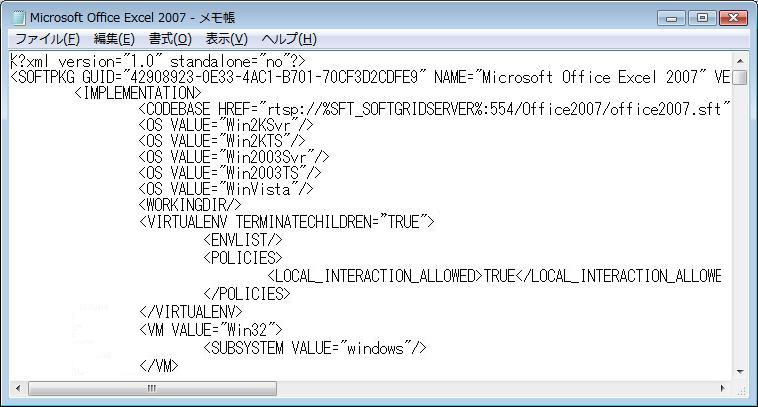 Microsoft Office Excel 2007 - メモ帳
ファイル(F) 編集(E) 書式(O) 表示(V) ヘルプ(H)
<?xml version="1.0" standalone="no"?>
<SOFTPKG GUID="42908923-0E33-4AC1-B701-70CF3D2CDFE9" NAME="Microsoft Office Excel 2007" VE
<IMPLEMENTATION>
<CODEBASE HREF="rtsp://%SFT_SOFTGRIDSERVER%:554/Office2007/office2007.sft"
<OS VALUE="Win2KSvr"/>
<OS VALUE="Win2KTS"/>
<OS VALUE="Win2003Svr"/>
<OS VALUE="Win2003TS"/>
<OS VALUE="WinVista"/>
<WORKINGDIR/>
<VIRTUALENV TERMINATECHILDREN="TRUE">
<ENVLIST/>
<POLICIES>
<LOCAL_INTERACTION_ALLOWED>TRUE</LOCAL_INTERACTION_ALLOWE
</POLICIES>
</VIRTUALENV>
<VM VALUE="Win32">
<SUBSYSTEM VALUE="windows"/>
</VM>